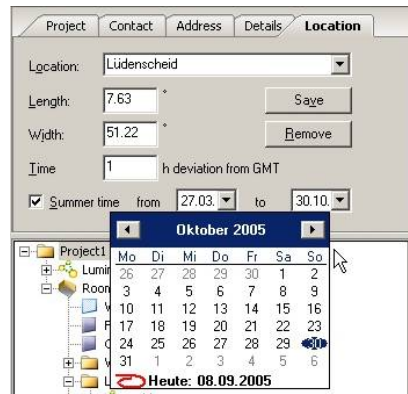 Project Contact Address Details Location
Location: Lüdenscheid
Length: 7.63 ° Save
Width: 51.22 ° Remove
Time 1 h deviation from GMT
Summer time from 27.03. to 30.10.
Oktober 2005
Project1
Mo Di Mi Do Fr Sa So
Lumin
26 27 28 29 30 1 2
Room
3 4 5 6 7 8 9
10 11 12 13 14 15 16
17 18 19 20 21 22 23
24 25 26 27 28 29 30
31 1 2 3 4 5 6
Heute: 08.09.2005